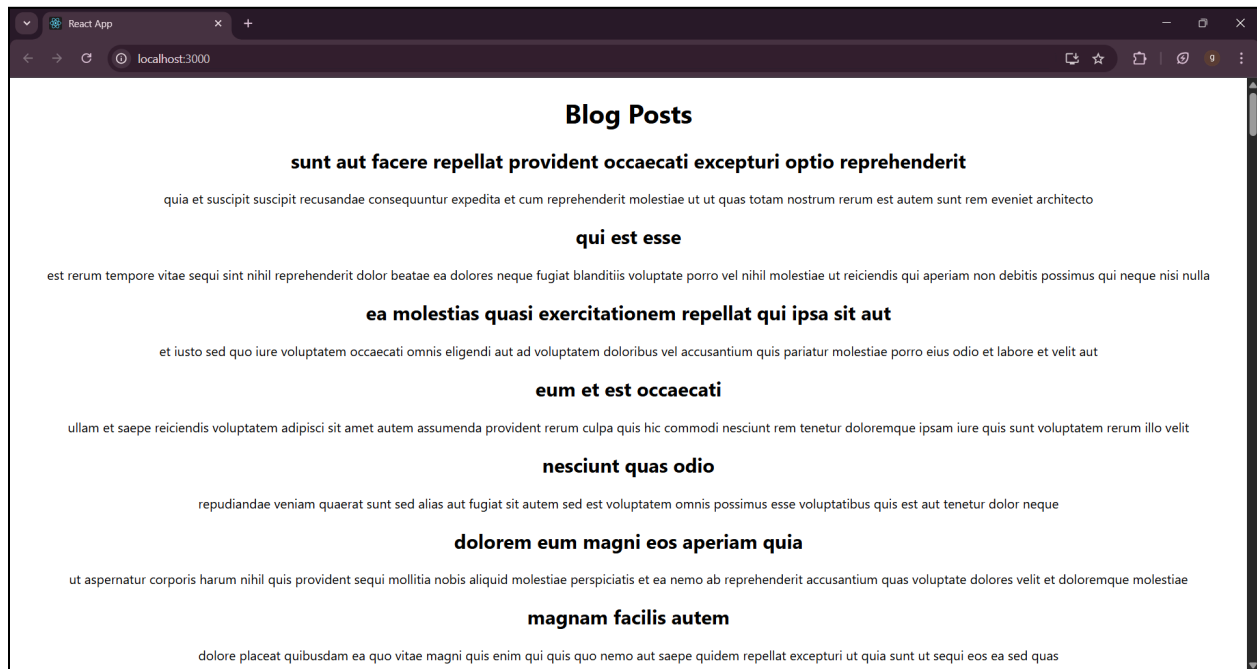 React App
localhost:3000
g
Blog Posts
sunt aut facere repellat provident occaecati excepturi optio reprehenderit
quia et suscipit suscipit recusandae consequuntur expedita et cum reprehenderit molestiae ut ut quas totam nostrum rerum est autem sunt rem eveniet architecto
qui est esse
est rerum tempore vitae sequi sint nihil reprehenderit dolor beatae ea dolores neque fugiat blanditiis voluptate porro vel nihil molestiae ut reiciendis qui aperiam non debitis possimus qui neque nisi nulla
ea molestias quasi exercitationem repellat qui ipsa sit aut
et iusto sed quo iure voluptatem occaecati omnis eligendi aut ad voluptatem doloribus vel accusantium quis pariatur molestiae porro eius odio et labore et velit aut
eum et est occaecati
ullam et saepe reiciendis voluptatem adipisci sit amet autem assumenda provident rerum culpa quis hic commodi nesciunt rem tenetur doloremque ipsam iure quis sunt voluptatem rerum illo velit
nesciunt quas odio
repudiandae veniam quaerat sunt sed alias aut fugiat sit autem sed est voluptatem omnis possimus esse voluptatibus quis est aut tenetur dolor neque
dolorem eum magni eos aperiam quia
ut aspernatur corporis harum nihil quis provident sequi mollitia nobis aliquid molestiae perspiciatis et ea nemo ab reprehenderit accusantium quas voluptate dolores velit et doloremque molestiae
magnam facilis autem
dolore placeat quibusdam ea quo vitae magni quis enim qui quis quo nemo aut saepe quidem repellat excepturi ut quia sunt ut sequi eos ea sed quas